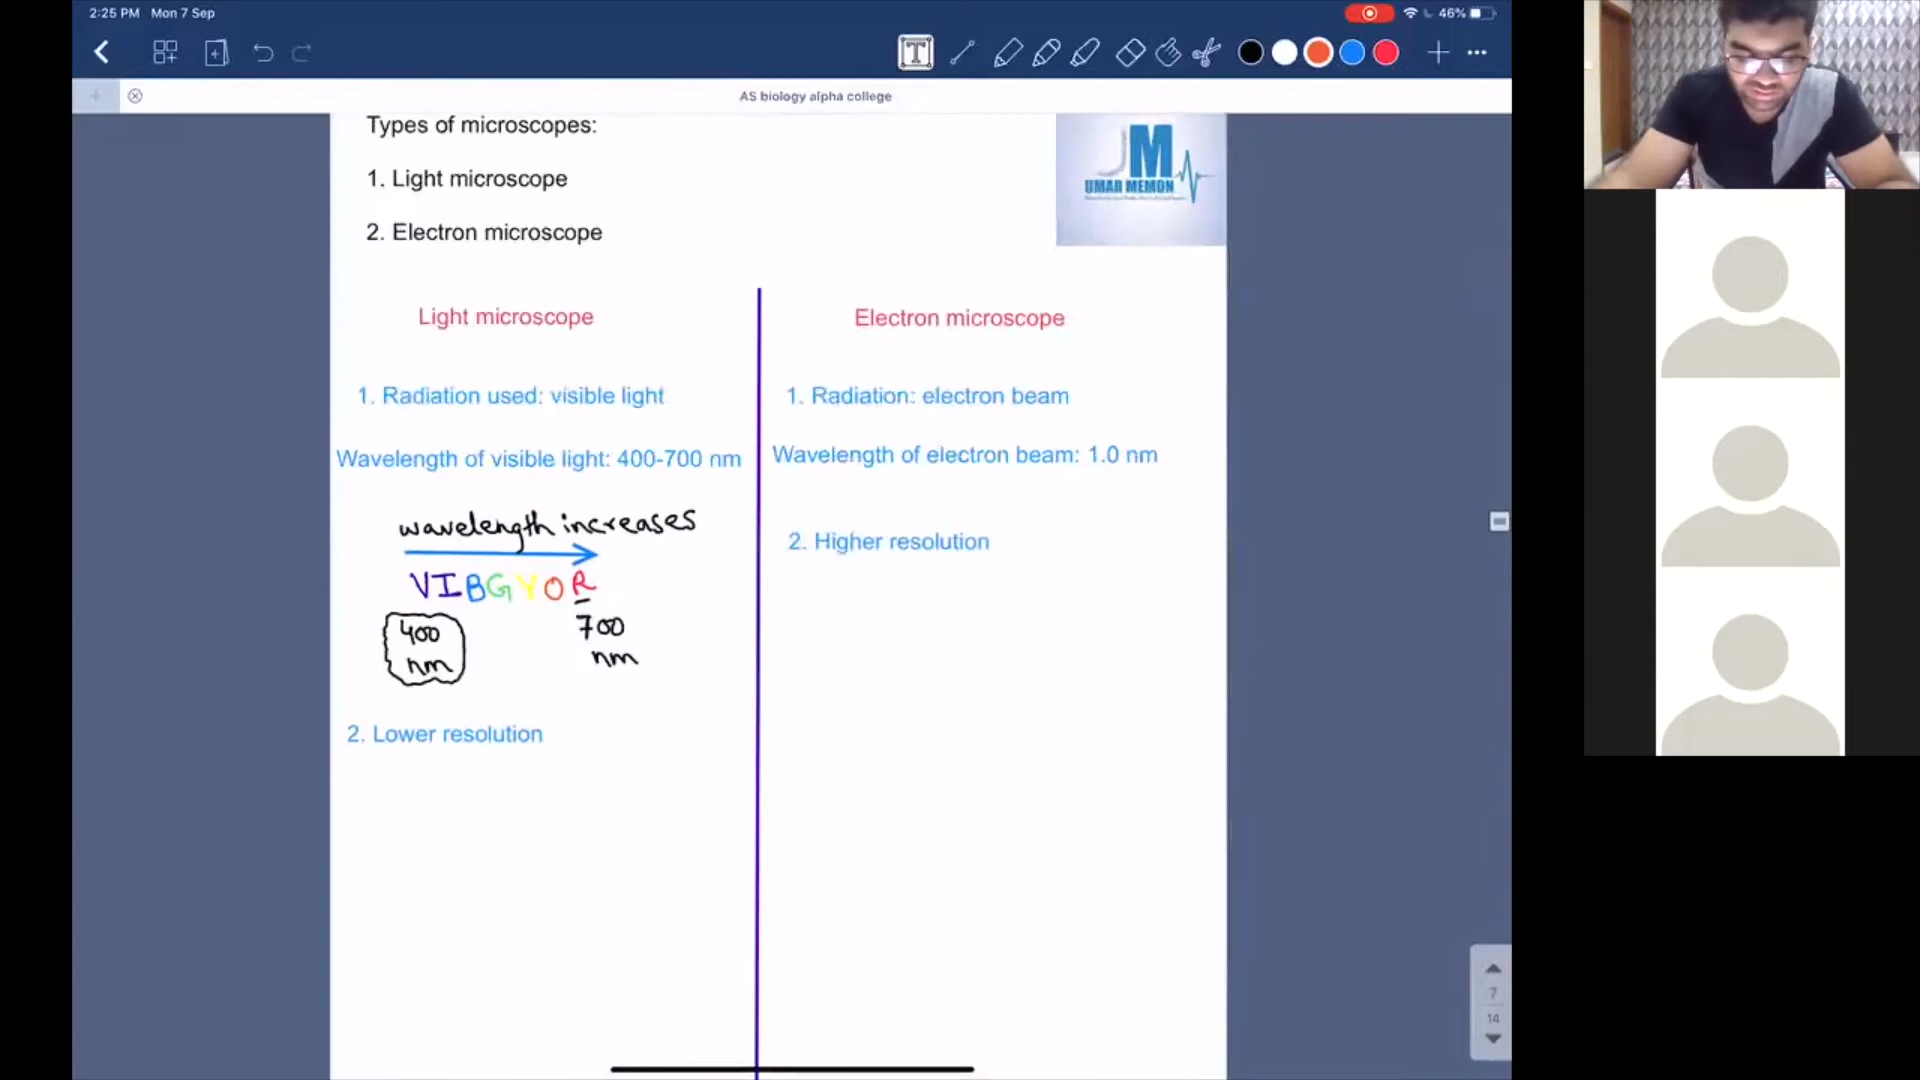 2:25 PM Mon 7 Sep
46%
T
AS biology alpha college
Types of microscopes:
1. Light microscope
2. Electron microscope
JM
UMAR MEMON
Light microscope
Electron microscope
1. Radiation used: visible light
1. Radiation: electron beam
Wavelength of visible light: 400-700 nm
Wavelength of electron beam: 1.0 nm
wavelength increases
2. Higher resolution
VIBGYOR
400
nm
700
nm
2. Lower resolution
7
14